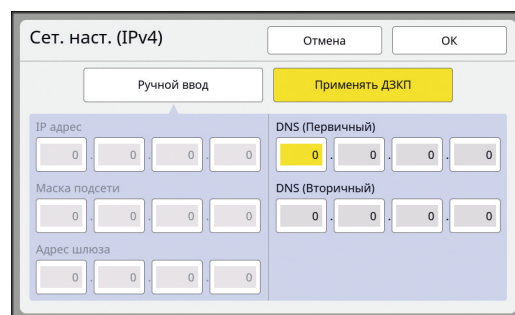 Сет. наст. (IPv4)
Отмена
ОК
Ручной ввод
Применять ДЗКП
IP адрес
0 . 0 . 0 . 0
Маска подсети
0 . 0 . 0 . 0
Адрес шлюза
0 . 0 . 0 . 0
DNS (Первичный)
0 . 0 . 0 . 0
DNS (Вторичный)
0 . 0 . 0 . 0